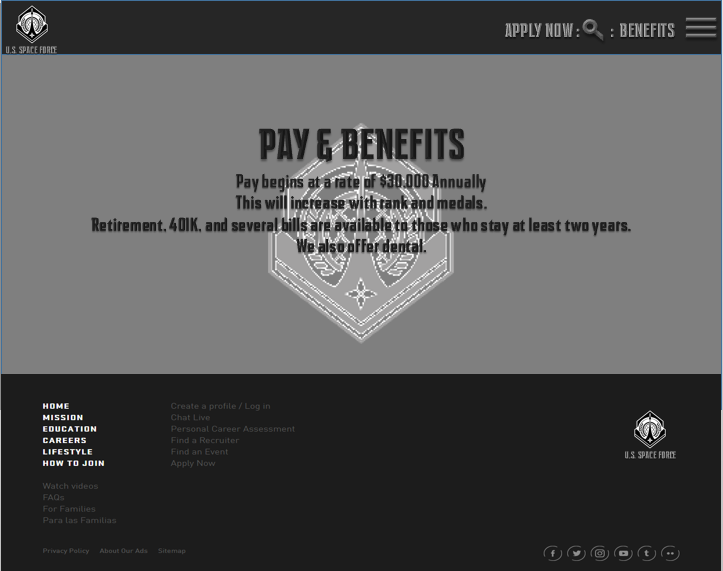 APPLY NOW : : BENEFITS
U.S. SPACE FORCE
PAY & BENEFITS
Pay begins at a rate of $30,000 Annually
This will increase with rank and medals.
Retirement, 401K, and several bills are available to those who stay at least two years.
We also offer dental.
HOME
MISSION
EDUCATION
CAREERS
LIFESTYLE
HOW TO JOIN
Watch videos
FAQs
For Families
Para las Familias
Create a profile / Log in
Chat Live
Personal Career Assessment
Find a Recruiter
Find an Event
Apply Now
U.S. SPACE FORCE
Privacy Policy About Our Ads Sitemap